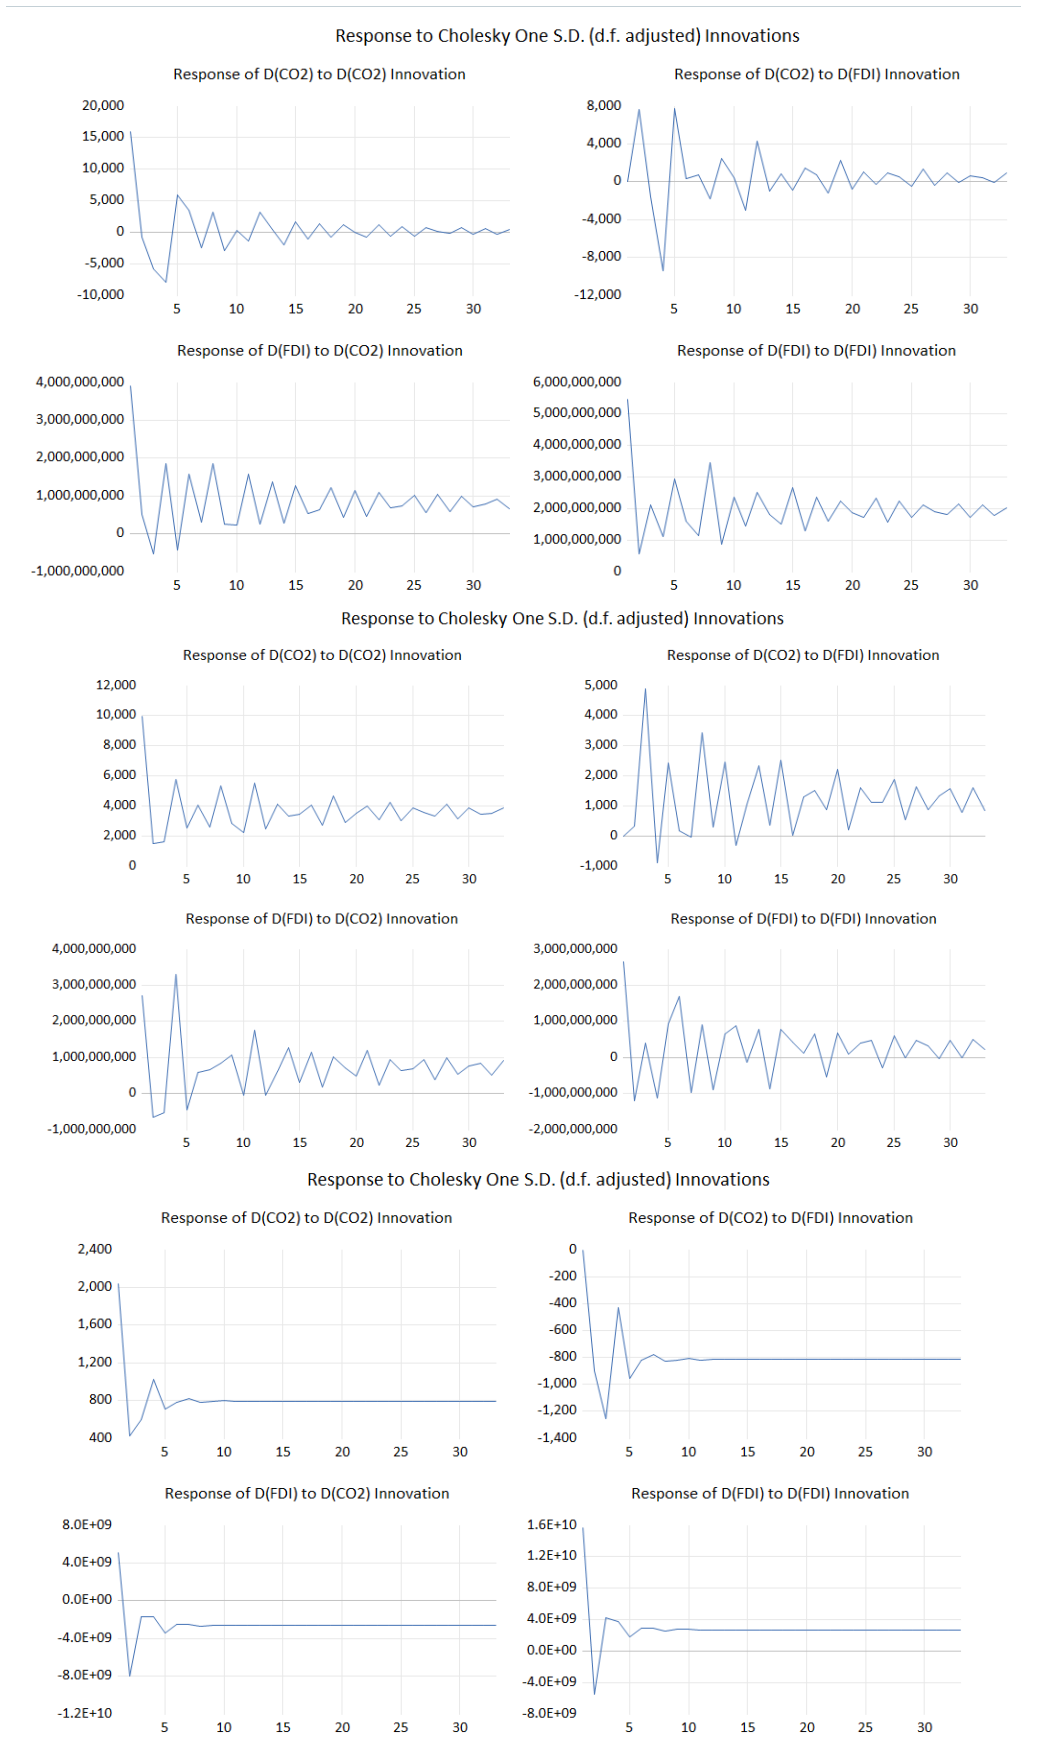 Response to Cholesky One S.D. (d.f. adjusted) Innovations
Response of D(CO2) to D(CO2) Innovation
20,000
15,000
10,000
5,000
0
-5,000
-10,000
5 10 15 20 25 30
Response of D(CO2) to D(FDI) Innovation
8,000
4,000
0
-4,000
-8,000
-12,000
5 10 15 20 25 30
Response of D(FDI) to D(CO2) Innovation
4,000,000,000
3,000,000,000
2,000,000,000
1,000,000,000
0
-1,000,000,000
5 10 15 20 25 30
Response of D(FDI) to D(FDI) Innovation
6,000,000,000
5,000,000,000
4,000,000,000
3,000,000,000
2,000,000,000
1,000,000,000
0
5 10 15 20 25 30
Response to Cholesky One S.D. (d.f. adjusted) Innovations
Response of D(CO2) to D(CO2) Innovation
12,000
10,000
8,000
6,000
4,000
2,000
0
5 10 15 20 25 30
Response of D(CO2) to D(FDI) Innovation
5,000
4,000
3,000
2,000
1,000
0
-1,000
5 10 15 20 25 30
Response of D(FDI) to D(CO2) Innovation
4,000,000,000
3,000,000,000
2,000,000,000
1,000,000,000
0
-1,000,000,000
5 10 15 20 25 30
Response of D(FDI) to D(FDI) Innovation
3,000,000,000
2,000,000,000
1,000,000,000
0
-1,000,000,000
-2,000,000,000
5 10 15 20 25 30
Response to Cholesky One S.D. (d.f. adjusted) Innovations
Response of D(CO2) to D(CO2) Innovation
2,400
2,000
1,600
1,200
800
400
5 10 15 20 25 30
Response of D(CO2) to D(FDI) Innovation
0
-200
-400
-600
-800
-1,000
-1,200
-1,400
5 10 15 20 25 30
Response of D(FDI) to D(CO2) Innovation
8.0E+09
4.0E+09
0.0E+00
-4.0E+09
-8.0E+09
-1.2E+10
5 10 15 20 25 30
Response of D(FDI) to D(FDI) Innovation
1.6E+10
1.2E+10
8.0E+09
4.0E+09
0.0E+00
-4.0E+09
-8.0E+09
5 10 15 20 25 30